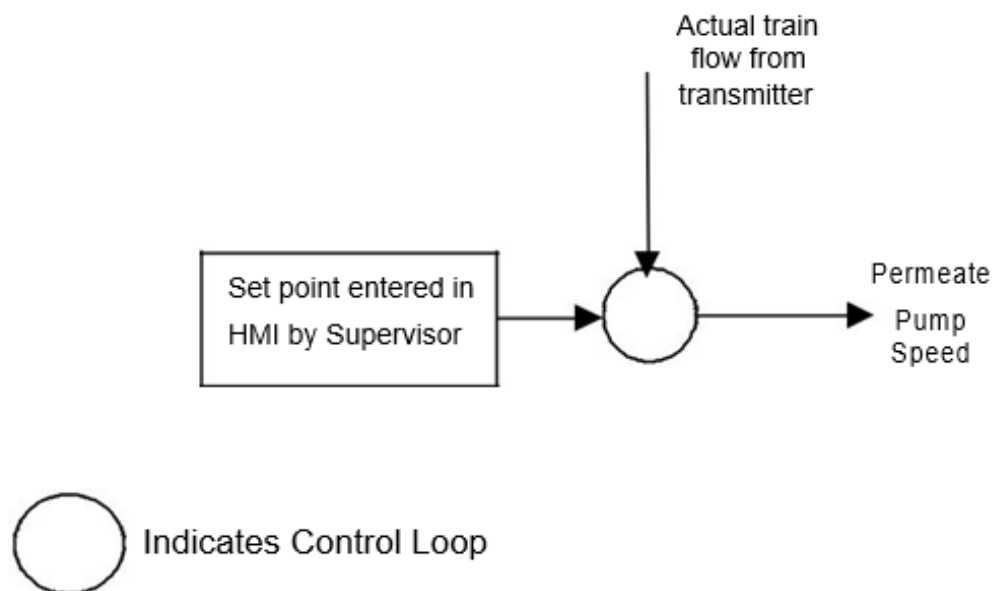 Actual train
flow from
transmitter
Set point entered in
HMI by Supervisor
Permeate
Pump
Speed
Indicates Control Loop